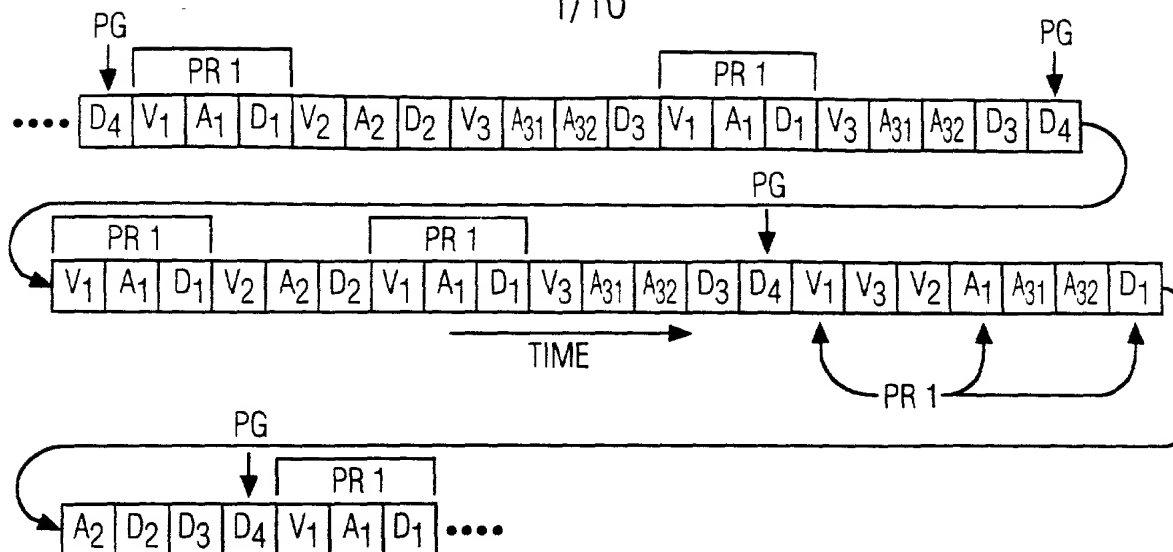 1/10
PG PR 1 PR 1 PG
•••• D4 V1 A1 D1 V2 A2 D2 V3 A31 A32 D3 V1 A1 D1 V3 A31 A32 D3 D4
PG
PR 1 PR 1
V1 A1 D1 V2 A2 D2 V1 A1 D1 V3 A31 A32 D3 D4 V1 V3 V2 A1 A31 A32 D1
TIME
PR 1
PG
PR 1
A2 D2 D3 D4 V1 A1 D1 ••••